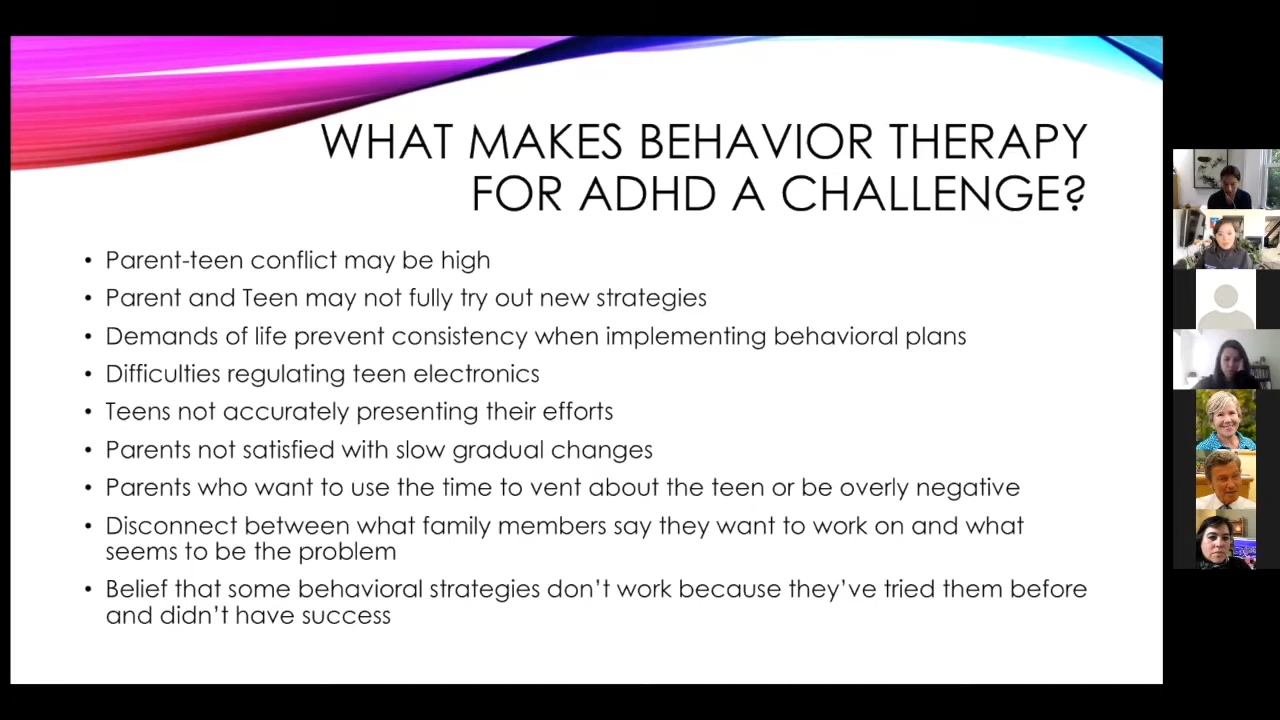 WHAT MAKES BEHAVIOR THERAPY
FOR ADHD A CHALLENGE?
• Parent-teen conflict may be high
• Parent and Teen may not fully try out new strategies
• Demands of life prevent consistency when implementing behavioral plans
• Difficulties regulating teen electronics
• Teens not accurately presenting their efforts
• Parents not satisfied with slow gradual changes
• Parents who want to use the time to vent about the teen or be overly negative
• Disconnect between what family members say they want to work on and what
seems to be the problem
• Belief that some behavioral strategies don't work because they've tried them before
and didn't have success